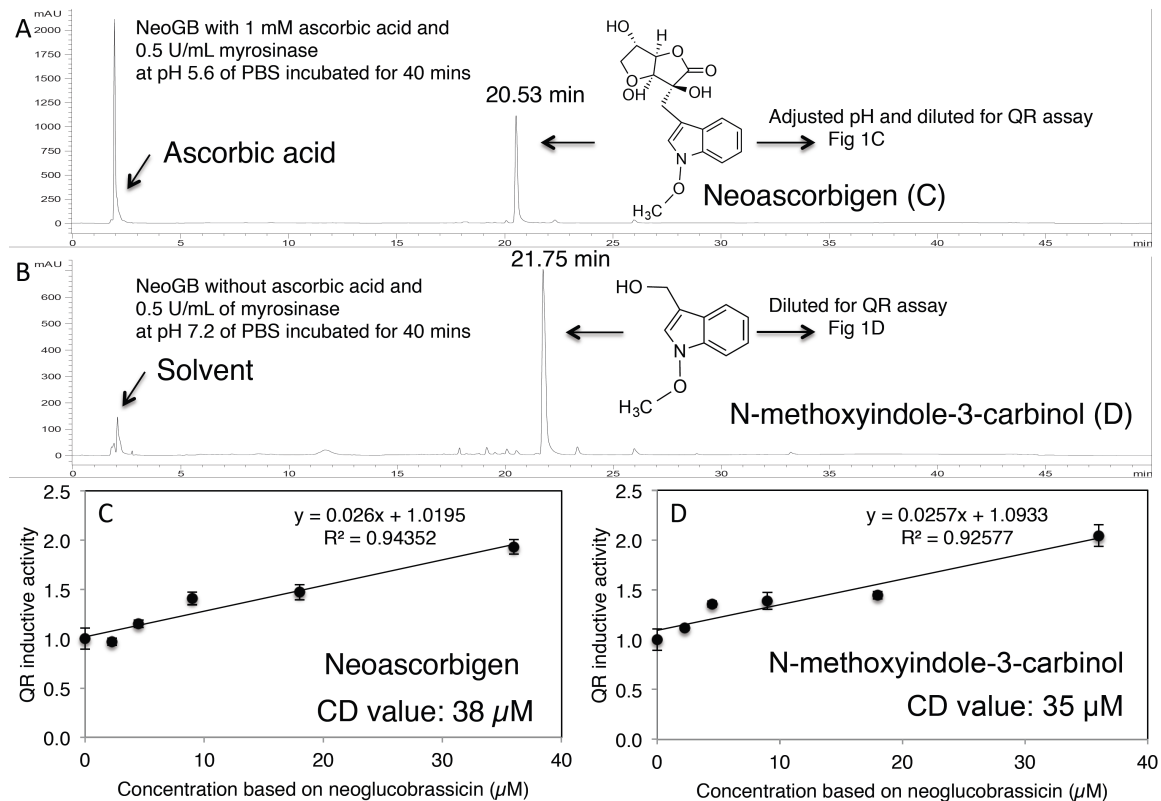 A
mAU
2000
1750
1500
1250
1000
750
500
250
0
NeoGB with 1 mM ascorbic acid and
0.5 U/mL myrosinase
at pH 5.6 of PBS incubated for 40 mins
Ascorbic acid
20.53 min
HO
H
O
O
O
H
OH
OH
N
O
H₃C
Adjusted pH and diluted for QR assay
Fig 1C
Neoascorbigen (C)
0 5 10 15 20 25 30 35 40 45 min
B
mAU
600
500
400
300
200
100
0
NeoGB without ascorbic acid and
0.5 U/mL of myrosinase
at pH 7.2 of PBS incubated for 40 mins
Solvent
21.75 min
HO
N
O
H₃C
Diluted for QR assay
Fig 1D
N-methoxyindole-3-carbinol (D)
0 5 10 15 20 25 30 35 40 45 min
C
QR inductive activity
2.5
2.0
1.5
1.0
0.5
0.0
y = 0.026x + 1.0195
R² = 0.94352
Neoascorbigen
CD value: 38 µM
0 10 20 30 40
Concentration based on neoglucobrassicin (µM)
D
QR inductive activity
2.5
2.0
1.5
1.0
0.5
0.0
y = 0.0257x + 1.0933
R² = 0.92577
N-methoxyindole-3-carbinol
CD value: 35 µM
0 10 20 30 40
Concentration based on neoglucobrassicin (µM)